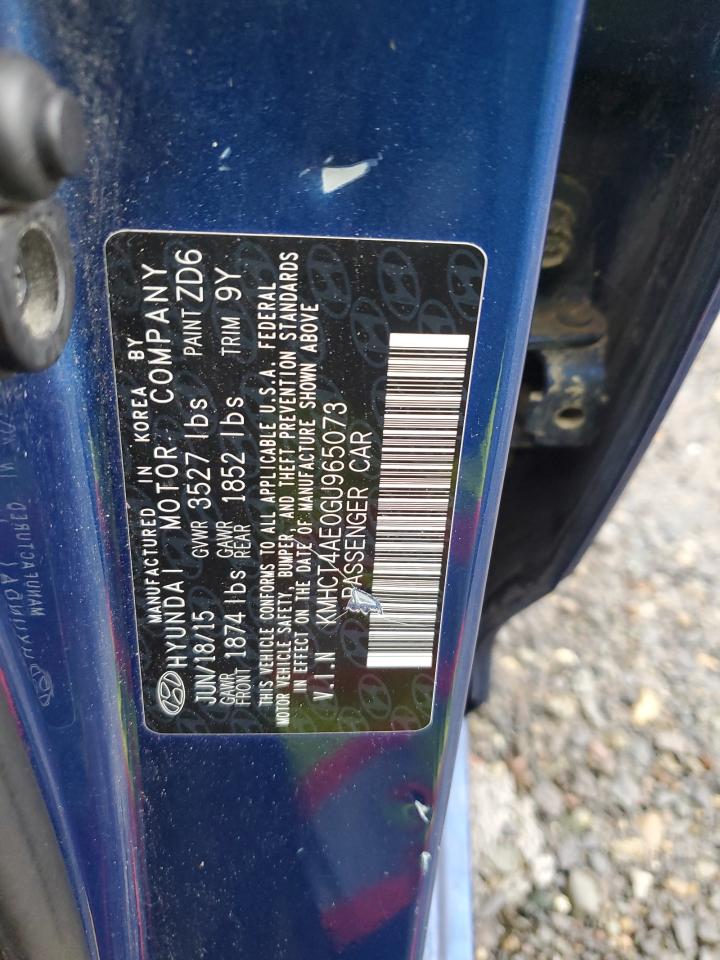 MANUFACTURED IN KOREA BY
HYUNDAI MOTOR COMPANY
JUN/18/15 GVWR 3527 lbs PAINT ZD6
GAWR FRONT 1874 lbs GAWR REAR 1852 lbs TRIM 9Y
THIS VEHICLE CONFORMS TO ALL APPLICABLE U.S.A. FEDERAL
MOTOR VEHICLE SAFETY, BUMPER, AND THEFT PREVENTION STANDARDS
IN EFFECT ON THE DATE OF MANUFACTURE SHOWN ABOVE
V.I.N KMHCT4AE0GU965073
PASSENGER CAR